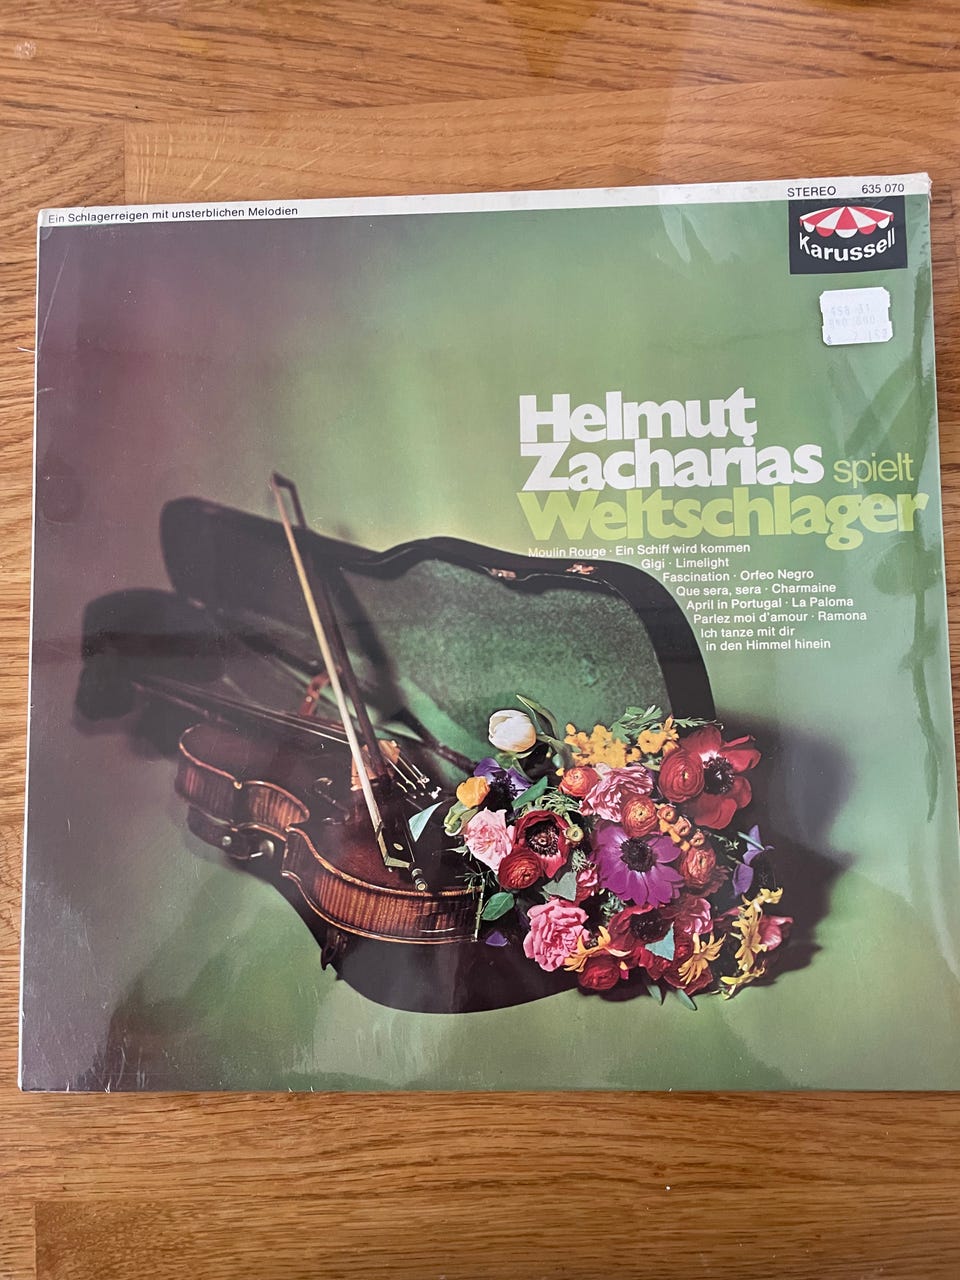 Ein Schlagerreigen mit unsterblichen Melodien
STEREO 635 070
Karussell
Helmut
Zacharias spielt
Weltschlager
Moulin Rouge · Ein Schiff wird kommen
Gigi · Limelight
Fascination · Orfeo Negro
Que sera, sera · Charmaine
April in Portugal · La Paloma
Parlez moi d'amour · Ramona
Ich tanze mit dir
in den Himmel hinein